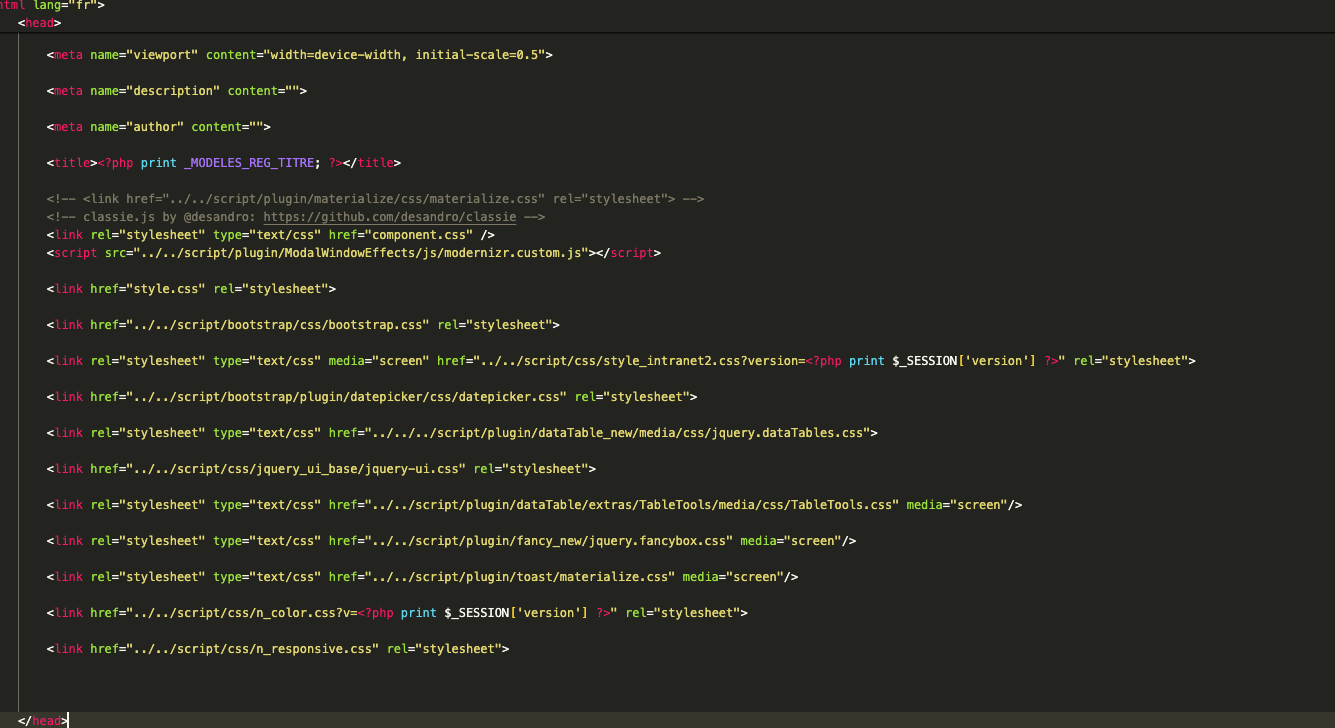 html lang="fr">
<head>
<meta name="viewport" content="width=device-width, initial-scale=0.5">
<meta name="description" content="">
<meta name="author" content="">
<title><?php print _MODELES_REG_TITRE; ?></title>
<!-- <link href="../../script/plugin/materialize/css/materialize.css" rel="stylesheet"> -->
<!-- classie.js by @desandro: https://github.com/desandro/classie -->
<link rel="stylesheet" type="text/css" href="component.css" />
<script src="../../script/plugin/ModalWindowEffects/js/modernizr.custom.js"></script>
<link href="style.css" rel="stylesheet">
<link href="../../script/bootstrap/css/bootstrap.css" rel="stylesheet">
<link rel="stylesheet" type="text/css" media="screen" href="../../script/css/style_intranet2.css?version=<?php print $_SESSION['version'] ?>" rel="stylesheet">
<link href="../../script/bootstrap/plugin/datepicker/css/datepicker.css" rel="stylesheet">
<link rel="stylesheet" type="text/css" href="../../../script/plugin/dataTable_new/media/css/jquery.dataTables.css">
<link href="../../script/css/jquery_ui_base/jquery-ui.css" rel="stylesheet">
<link rel="stylesheet" type="text/css" href="../../script/plugin/dataTable/extras/TableTools/media/css/TableTools.css" media="screen"/>
<link rel="stylesheet" type="text/css" href="../../script/plugin/fancy_new/jquery.fancybox.css" media="screen"/>
<link rel="stylesheet" type="text/css" href="../../script/plugin/toast/materialize.css" media="screen"/>
<link href="../../script/css/n_color.css?v=<?php print $_SESSION['version'] ?>" rel="stylesheet">
<link href="../../script/css/n_responsive.css" rel="stylesheet">
</head>